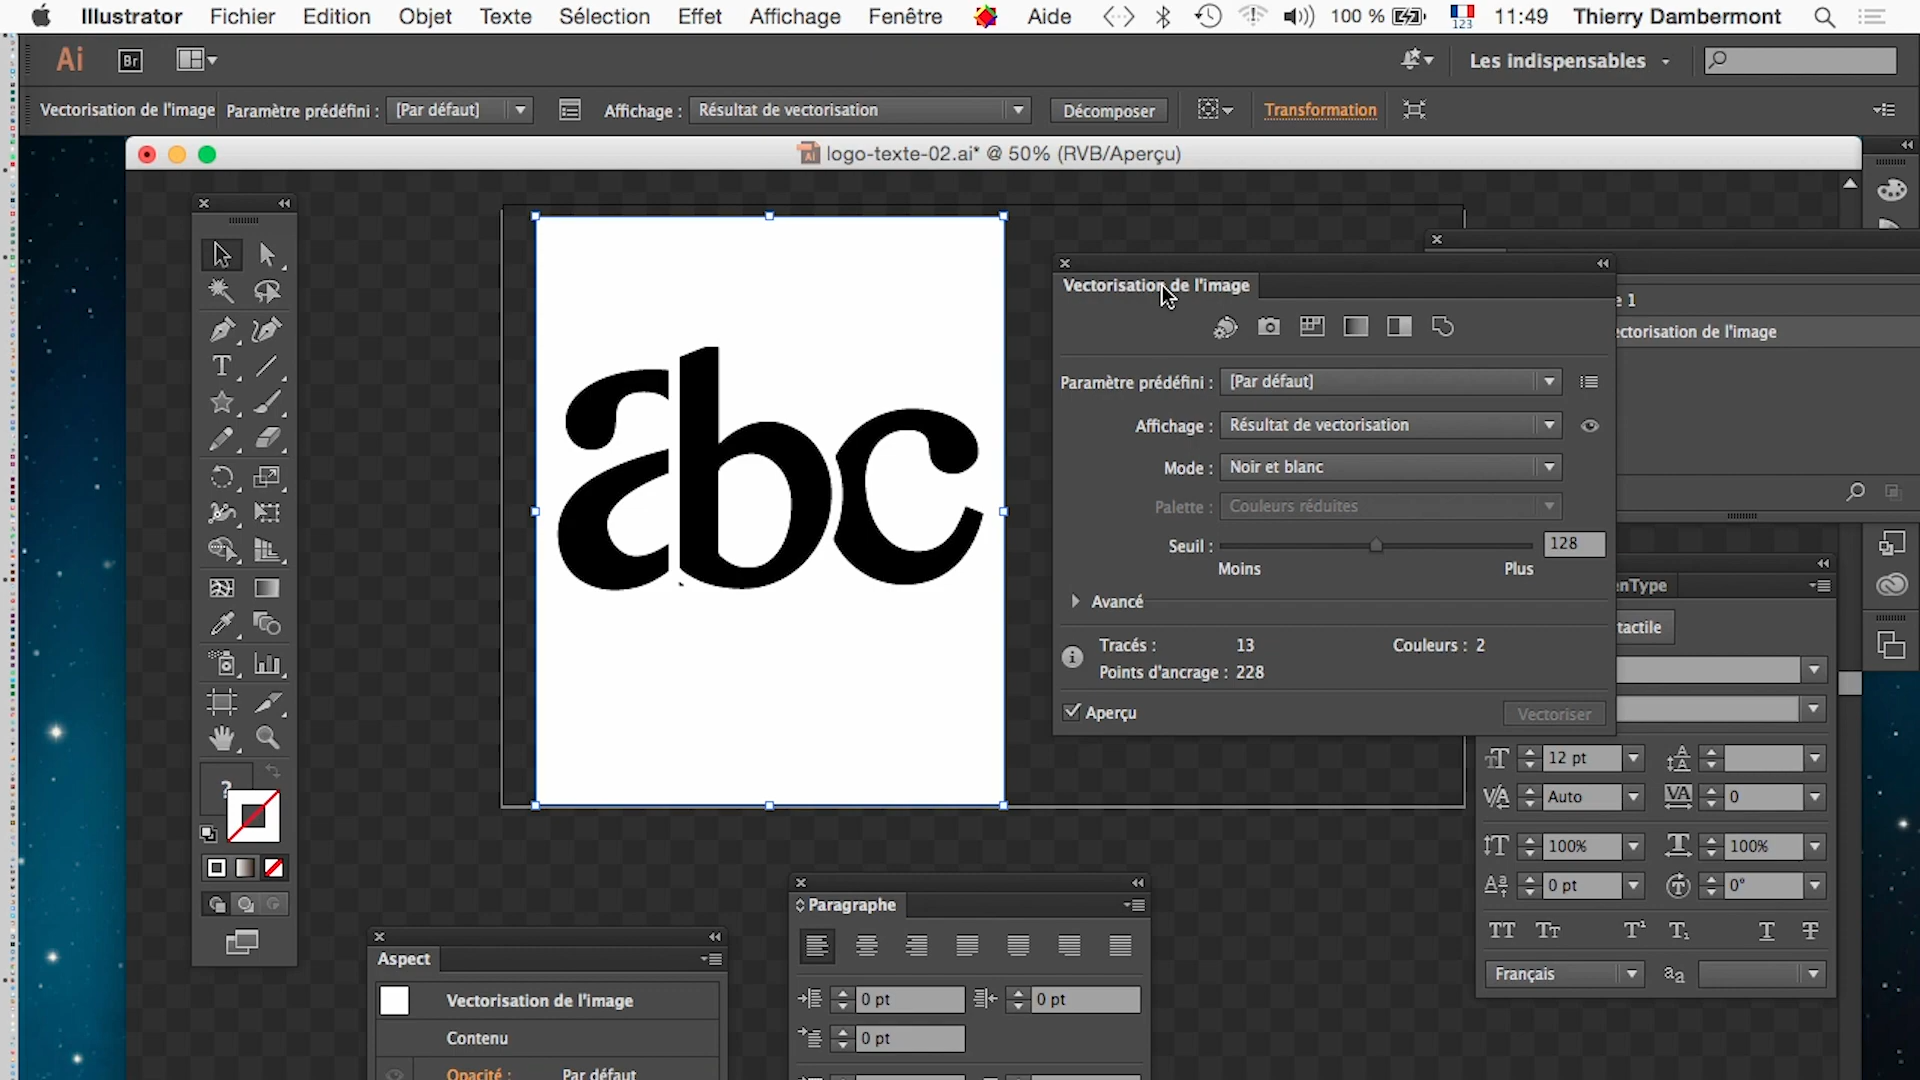 Illustrator Fichier Edition Objet Texte Sélection Effet Affichage Fenêtre Aide 100 % 123 11:49 Thierry Dambermont
Ai Br Les indispensables
Vectorisation de l'image Paramètre prédéfini : [Par défaut] Affichage : Résultat de vectorisation Décomposer Transformation
logo-texte-02.ai* @ 50% (RVB/Aperçu)
abc
Vectorisation de l'image
Paramètre prédéfini : [Par défaut]
Affichage : Résultat de vectorisation
Mode : Noir et blanc
Palette : Couleurs réduites
Seuil : 128
Moins Plus
Avancé
Tracés : 13 Couleurs : 2
Points d'ancrage : 228
Aperçu Vectoriser
e 1
ectorisation de l'image
enType
tactile
12 pt
Auto 0
100% 100%
0 pt 0°
Français
Paragraphe
0 pt 0 pt
0 pt
Aspect
Vectorisation de l'image
Contenu
Opacité : Par défaut